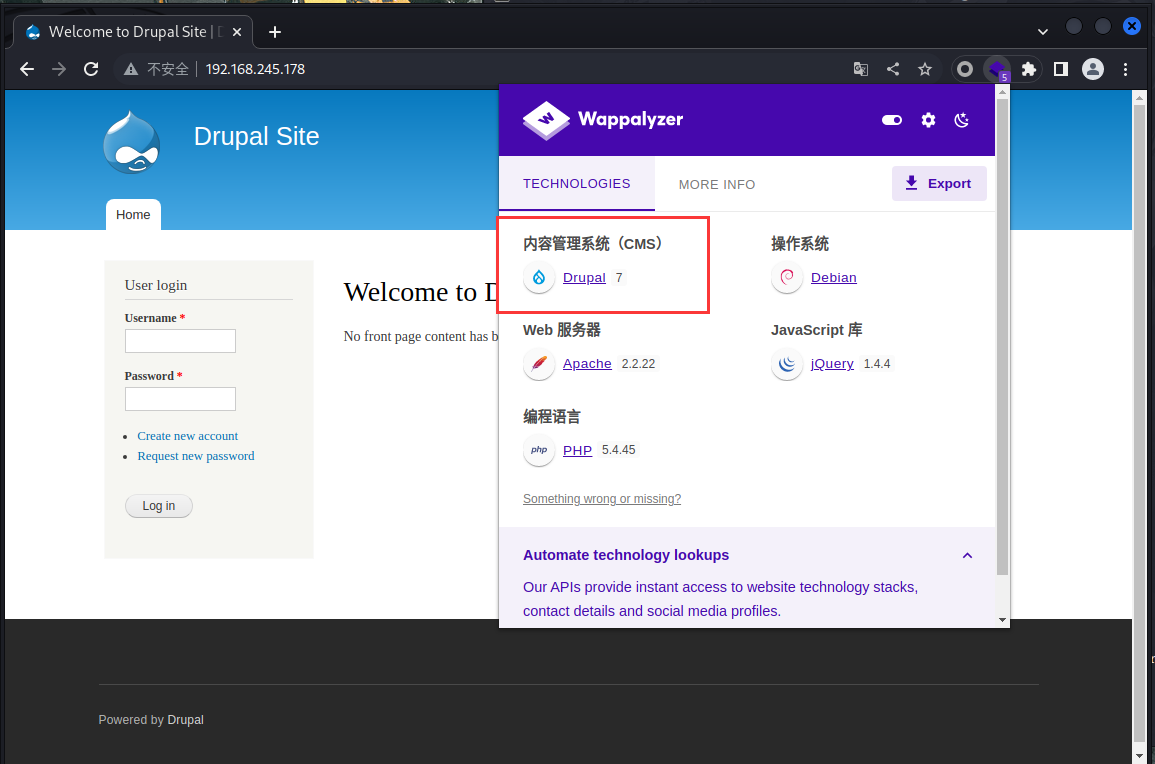 Welcome to Drupal Site |
不安全
192.168.245.178
5
Drupal Site
Home
User login
Username *
Password *
Create new account
Request new password
Log in
Welcome to D
No front page content has b
Powered by Drupal
Wappalyzer
TECHNOLOGIES
MORE INFO
Export
内容管理系统（CMS）
Drupal 7
操作系统
Debian
Web 服务器
Apache 2.2.22
JavaScript 库
jQuery 1.4.4
编程语言
php
PHP 5.4.45
Something wrong or missing?
Automate technology lookups
Our APIs provide instant access to website technology stacks,
contact details and social media profiles.